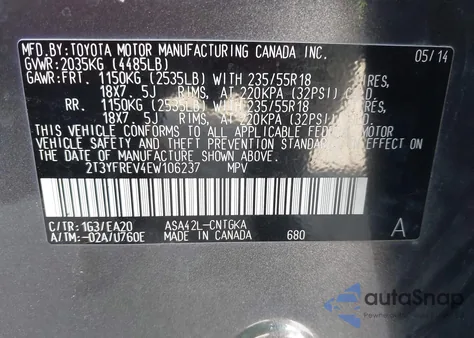 MFD.BY:TOYOTA MOTOR MANUFACTURING CANADA INC.
05/14
GVWR:2035KG (4485LB)
GAWR:FRT. 1150KG (2535LB) WITH 235/55R18 TIRES,
18X7.5J RIMS, AT 220KPA (32PSI) COLD
RR. 1150KG (2535LB) WITH 235/55R18 TIRES,
18X7.5J RIMS, AT 220KPA (32PSI) COLD
THIS VEHICLE CONFORMS TO ALL APPLICABLE FEDERAL MOTOR
VEHICLE SAFETY AND THEFT PREVENTION STANDARDS IN EFFECT
ON THE DATE OF MANUFACTURE SHOWN ABOVE.
2T3YFREV4EW106237 MPV
C/TR:1G3/EA20 ASA42L-CNTGKA
A/TM:-02A/U760E MADE IN CANADA 680
A
autoSnap